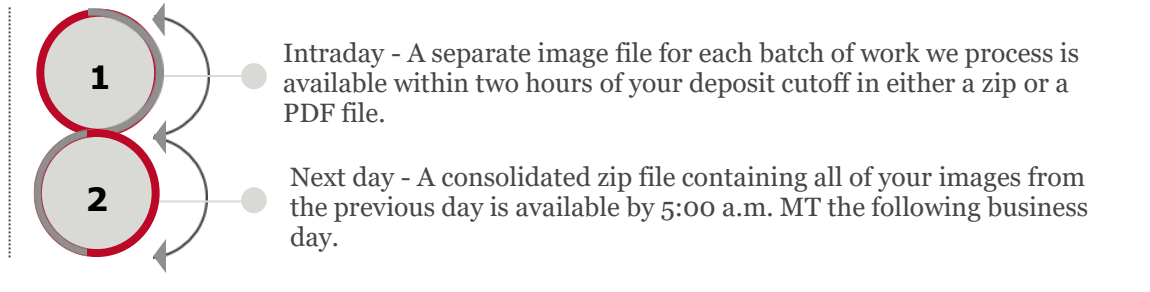 1
Intraday - A separate image file for each batch of work we process is
available within two hours of your deposit cutoff in either a zip or a
PDF file.
2
Next day - A consolidated zip file containing all of your images from
the previous day is available by 5:00 a.m. MT the following business
day.